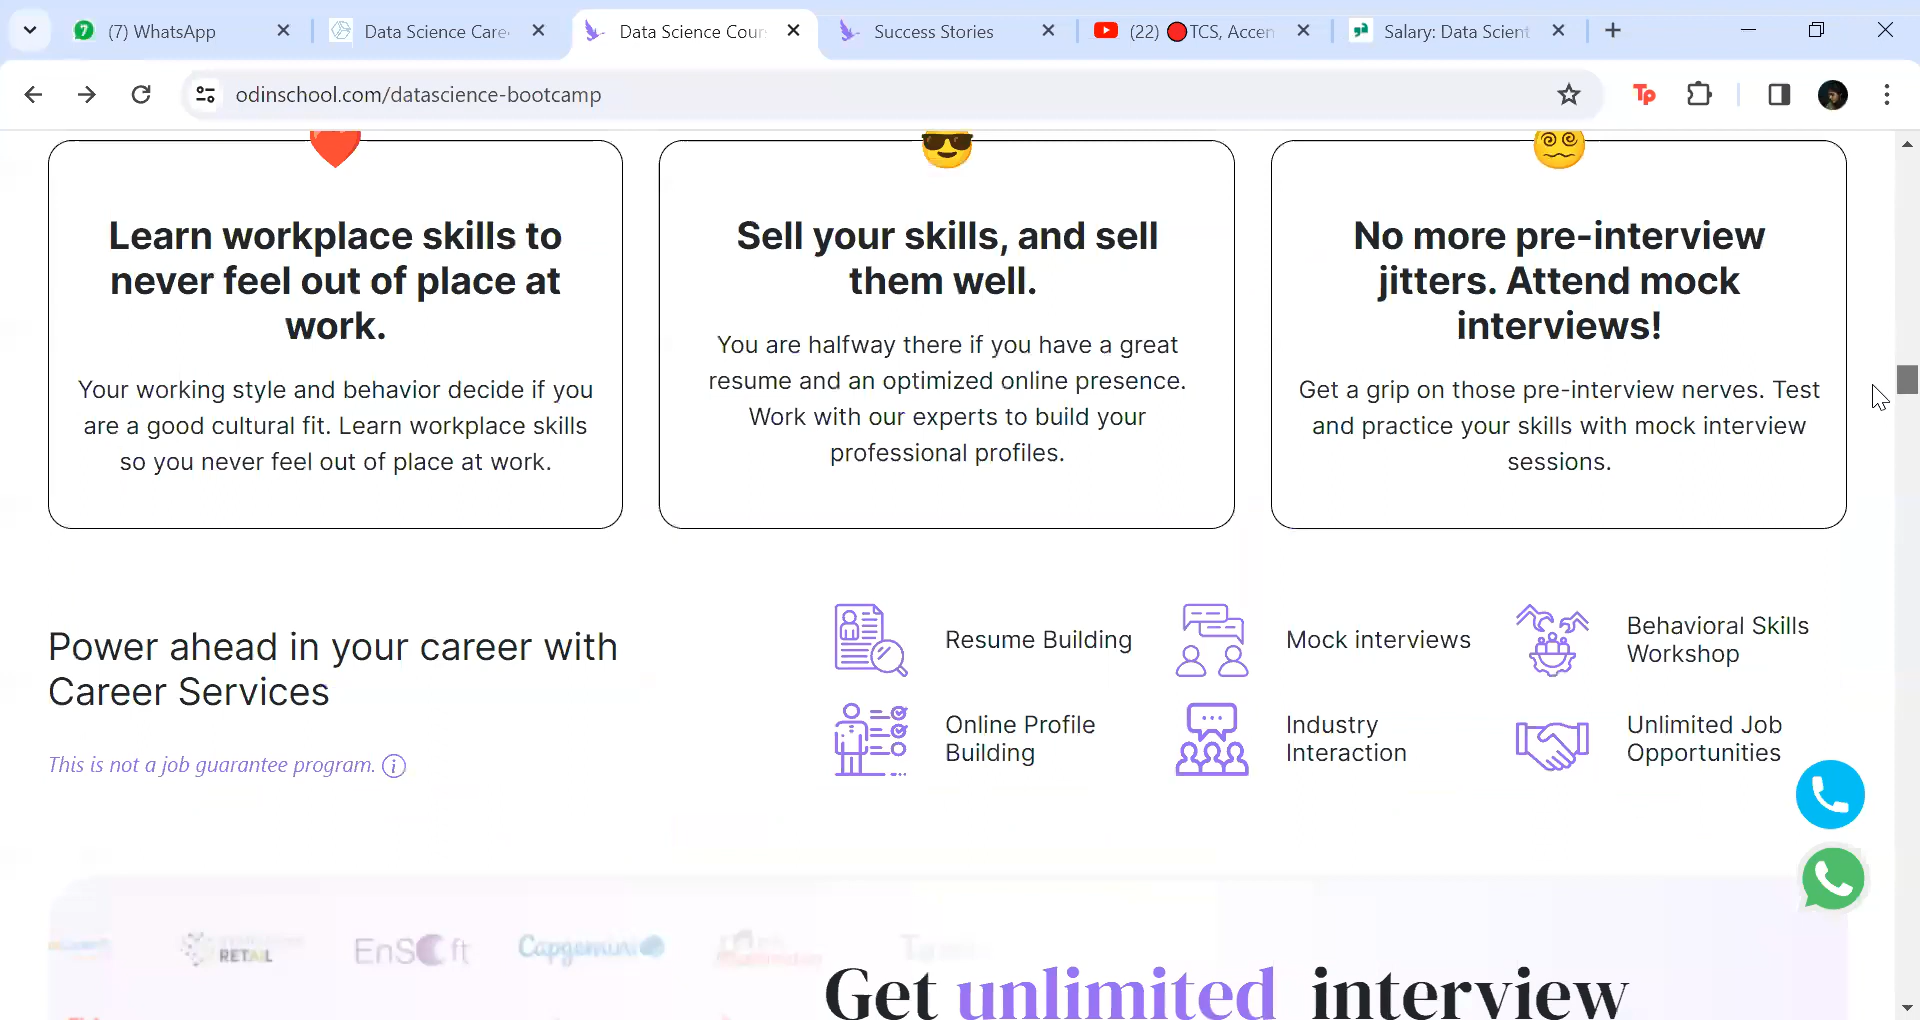 (7) WhatsApp
Data Science Care
Data Science Cour
Success Stories
(22) 🔴TCS, Accen
Salary: Data Scient
odinschool.com/datascience-bootcamp
Tp
Learn workplace skills to
never feel out of place at
work.
Your working style and behavior decide if you
are a good cultural fit. Learn workplace skills
so you never feel out of place at work.
Sell your skills, and sell
them well.
You are halfway there if you have a great
resume and an optimized online presence.
Work with our experts to build your
professional profiles.
No more pre-interview
jitters. Attend mock
interviews!
Get a grip on those pre-interview nerves. Test
and practice your skills with mock interview
sessions.
Power ahead in your career with
Career Services
This is not a job guarantee program.
Resume Building
Mock interviews
Behavioral Skills
Workshop
Online Profile
Building
Industry
Interaction
Unlimited Job
Opportunities
RETAIL
EnSoft
Capgemini
Get unlimited interview